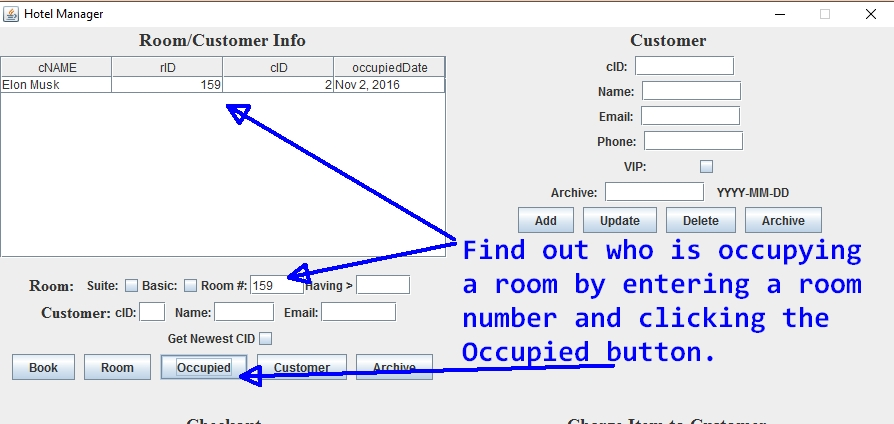 Hotel Manager
Room/Customer Info
cNAME rID cID occupiedDate
Elon Musk 159 2 Nov 2, 2016
Customer
cID:
Name:
Email:
Phone:
VIP:
Archive: YYYY-MM-DD
Add Update Delete Archive
Find out who is occupying
a room by entering a room
number and clicking the
Occupied button.
Room: Suite: Basic: Room #: 159 Having >
Customer: cID: Name: Email:
Get Newest CID
Book Room Occupied Customer Archive
Checkout
Charge Item to Customer